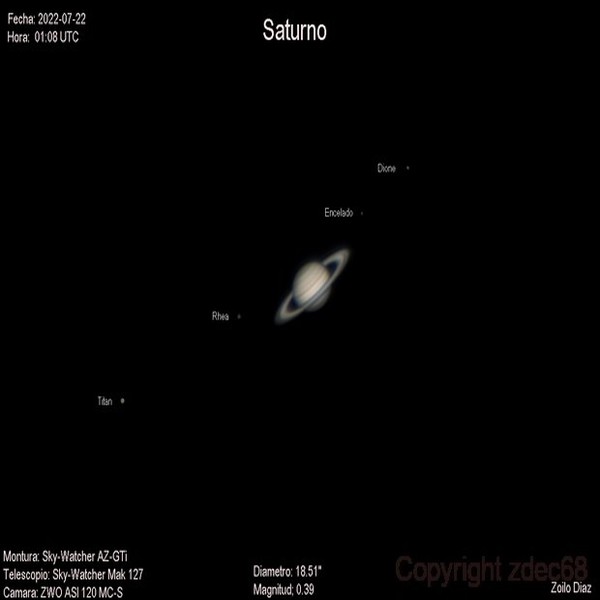 Fecha: 2022-07-22
Hora: 01:08 UTC
Saturno
Dione
Encelado
Rhea
Titan
Montura: Sky-Watcher AZ-GTi
Telescopio: Sky-Watcher Mak 127
Camara: ZWO ASI 120 MC-S
Diametro: 18.51"
Magnitud; 0.39
Copyright zdec68
Zoilo Diaz